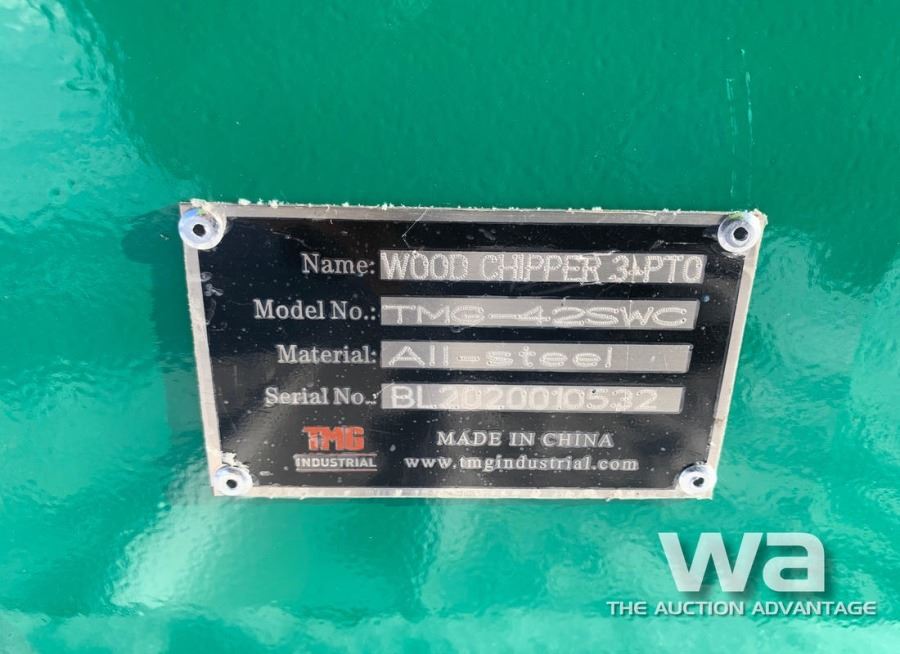 Name: WOOD CHIPPER 3-PTO
Model No.: TMG-42SWC
Material: All-steel
Serial No.: BL2020010532
TMG
INDUSTRIAL
MADE IN CHINA
www.tmgindustrial.com
wa
THE AUCTION ADVANTAGE